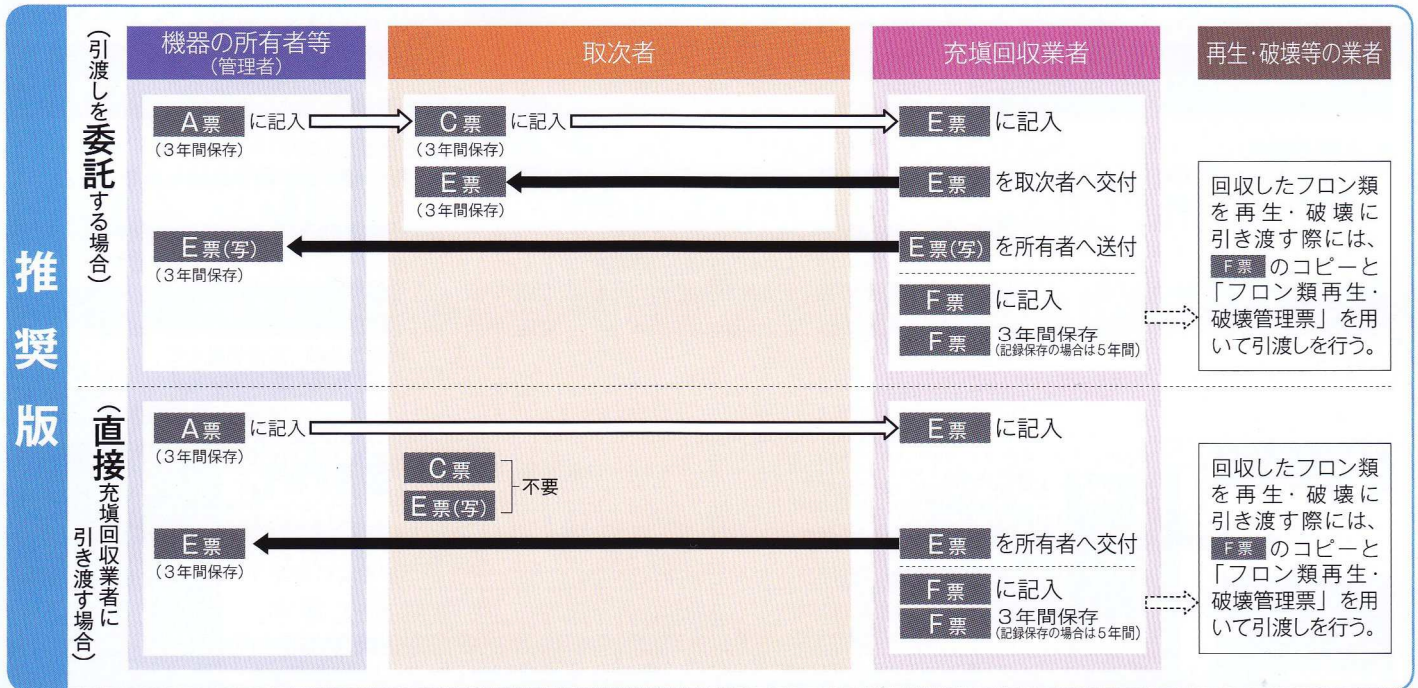 推奨版
(引渡しを委託する場合)
機器の所有者等
(管理者)
取次者
充塡回収業者
再生・破壊等の業者
A票 に記入
(3年間保存)
C票 に記入
(3年間保存)
E票 に記入
E票
(3年間保存)
E票 を取次者へ交付
E票(写)
(3年間保存)
E票(写) を所有者へ送付
F票 に記入
F票 3年間保存
(記録保存の場合は5年間)
回収したフロン類
を再生・破壊に
引き渡す際には、
F票 のコピーと
「フロン類再生・
破壊管理票」を用
いて引渡しを行う。
(直接充塡回収業者に
引き渡す場合)
A票 に記入
(3年間保存)
E票 に記入
C票
E票(写)
不要
E票
(3年間保存)
E票 を所有者へ交付
F票 に記入
F票 3年間保存
(記録保存の場合は5年間)
回収したフロン類
を再生・破壊に
引き渡す際には、
F票 のコピーと
「フロン類再生・
破壊管理票」を用
いて引渡しを行う。